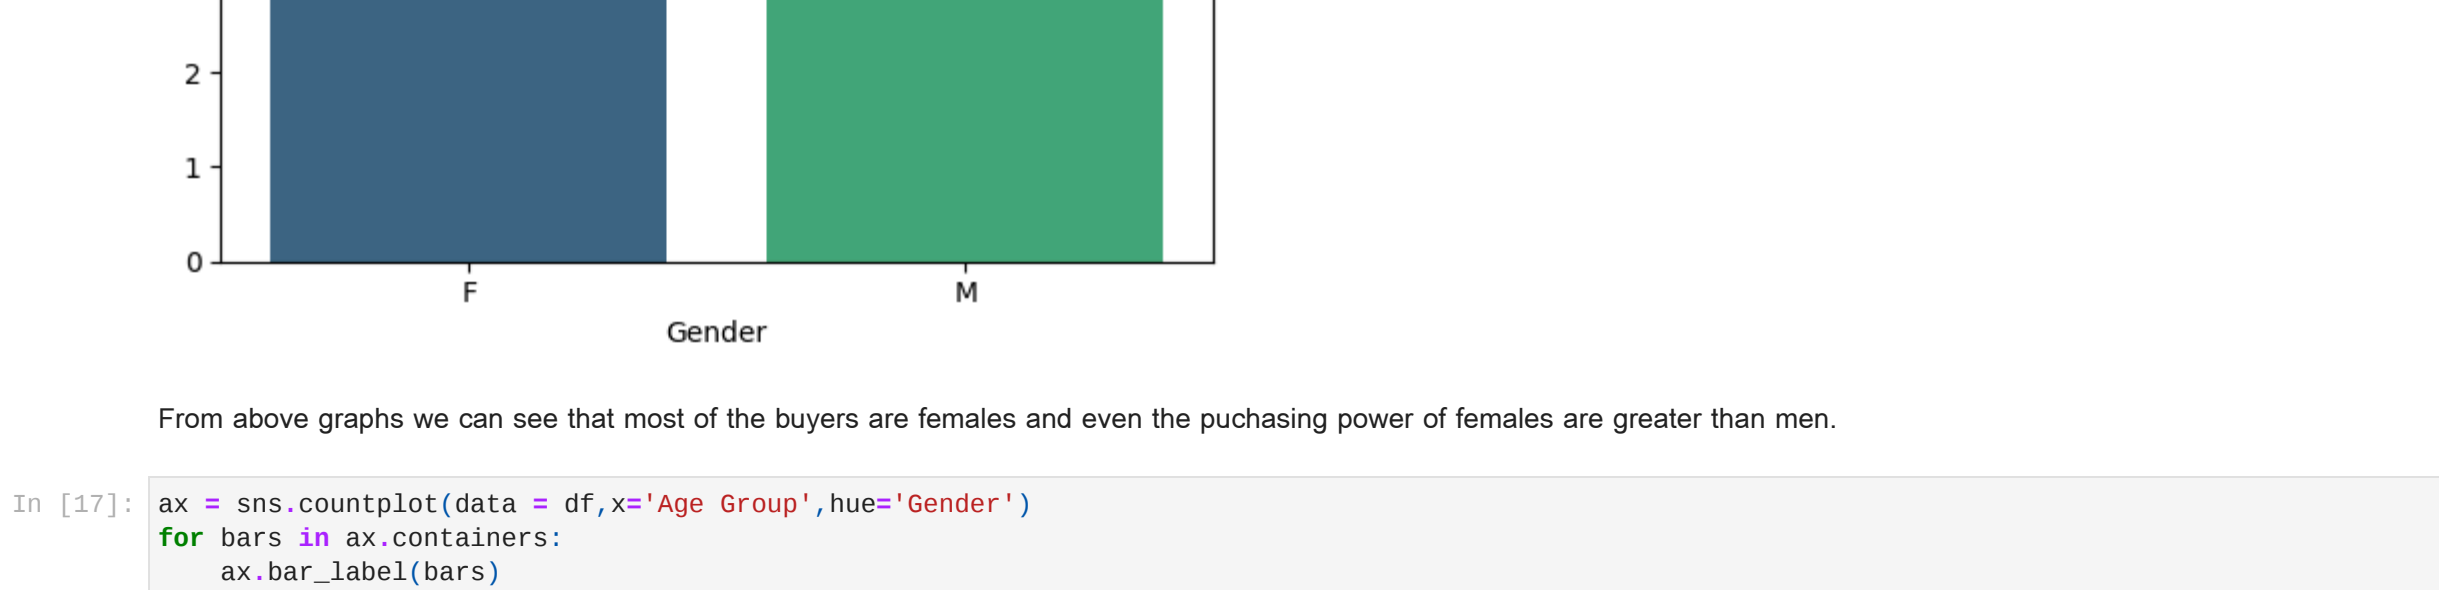 2
1
0
F M
Gender
From above graphs we can see that most of the buyers are females and even the puchasing power of females are greater than men.
In [17]: ax = sns.countplot(data = df,x='Age Group',hue='Gender')
for bars in ax.containers:
    ax.bar_label(bars)